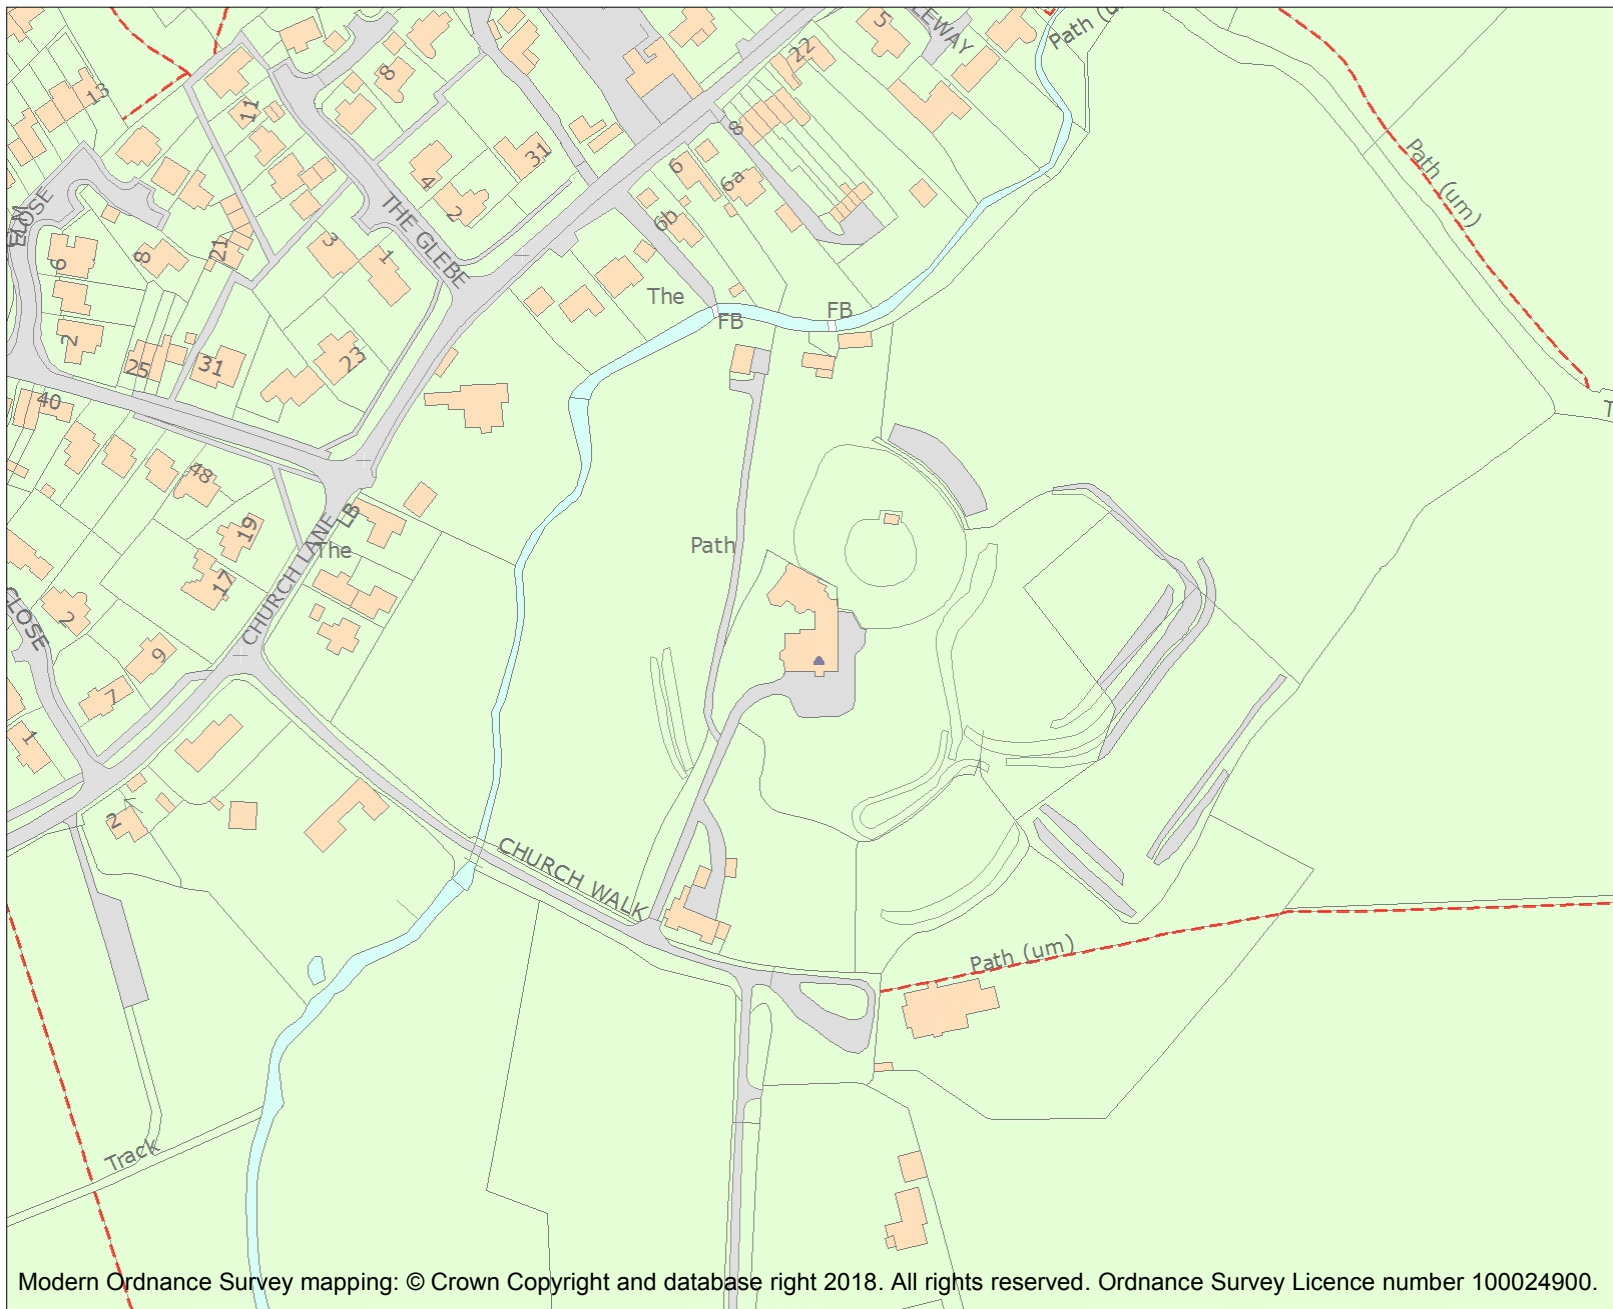 5
LEWAY
Path (u
22
8
13
11
8
31
6
6a
4
2
6b
THE GLEBE
ELM
CLOSE
6
8
21
3
1
The
FB
FB
Path (um)
2
25
31
23
40
48
19
17
LB
The
CHURCH LANE
Path
T
CLOSE
2
9
7
1
2
CHURCH WALK
Path (um)
Track
Modern Ordnance Survey mapping: © Crown Copyright and database right 2018. All rights reserved. Ordnance Survey Licence number 100024900.